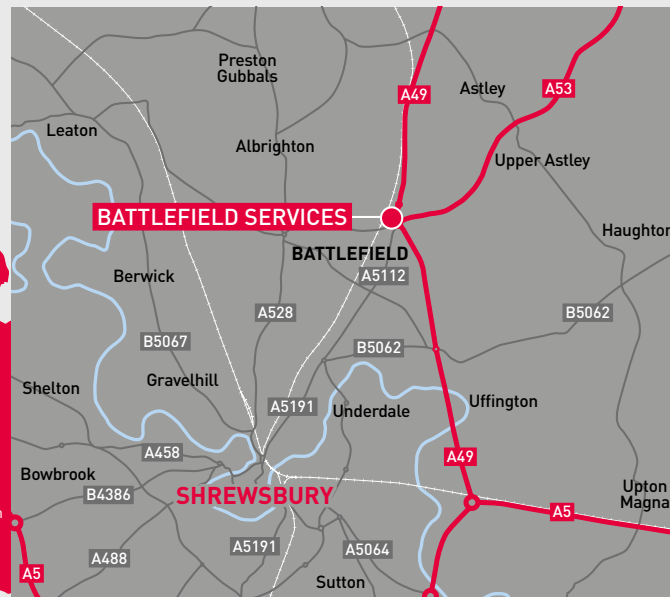 Preston
Gubbals
A49
Astley
A53
Leaton
Albrighton
Upper Astley
BATTLEFIELD SERVICES
Haughton
BATTLEFIELD
Berwick
A5112
A528
B5062
B5067
B5062
Gravelhill
Shelton
A5191
Underdale
Uffington
A458
A49
Bowbrook
B4386
SHREWSBURY
Upton
Magna
A5
A5191
A5064
A488
A5
Sutton